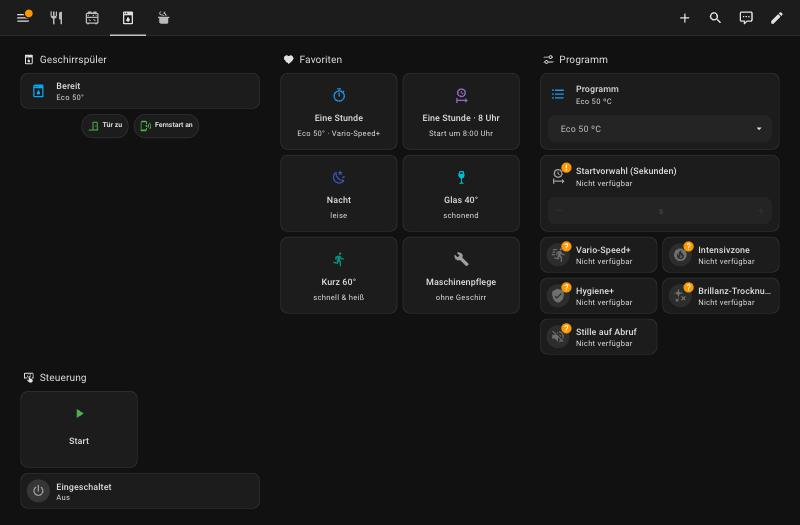 Geschirrspüler
Bereit
Eco 50°
Tür zu
Fernstart an
Favoriten
Eine Stunde
Eco 50° · Vario-Speed+
Eine Stunde · 8 Uhr
Start um 8:00 Uhr
Nacht
leise
Glas 40°
schonend
Kurz 60°
schnell & heiß
Maschinenpflege
ohne Geschirr
Programm
Programm
Eco 50 ºC
Eco 50 ºC
Startvorwahl (Sekunden)
Nicht verfügbar
s
Vario-Speed+
Nicht verfügbar
Intensivzone
Nicht verfügbar
Hygiene+
Nicht verfügbar
Brillanz-Trocknu...
Nicht verfügbar
Stille auf Abruf
Nicht verfügbar
Steuerung
Start
Eingeschaltet
Aus